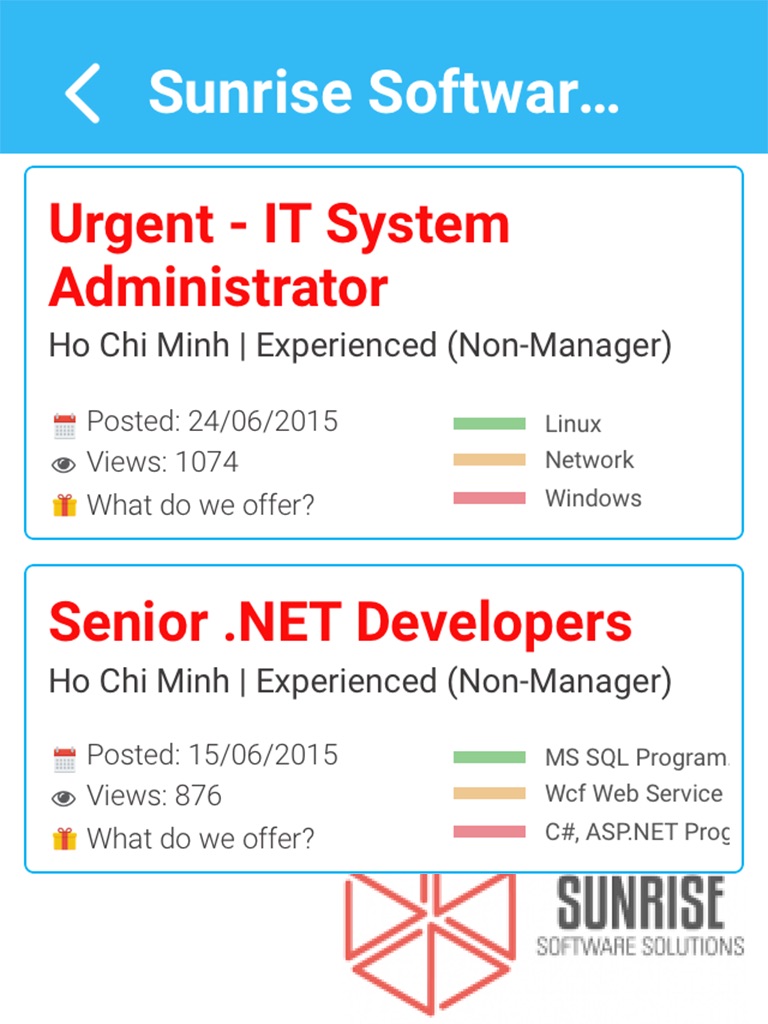 Sunrise Softwar...
Urgent - IT System
Administrator
Ho Chi Minh | Experienced (Non-Manager)
Posted: 24/06/2015
Linux
Views: 1074
Network
What do we offer?
Windows
Senior .NET Developers
Ho Chi Minh | Experienced (Non-Manager)
Posted: 15/06/2015
MS SQL Program
Views: 876
Wcf Web Service
What do we offer?
C#, ASP.NET Prog
SUNRISE
SOFTWARE SOLUTIONS